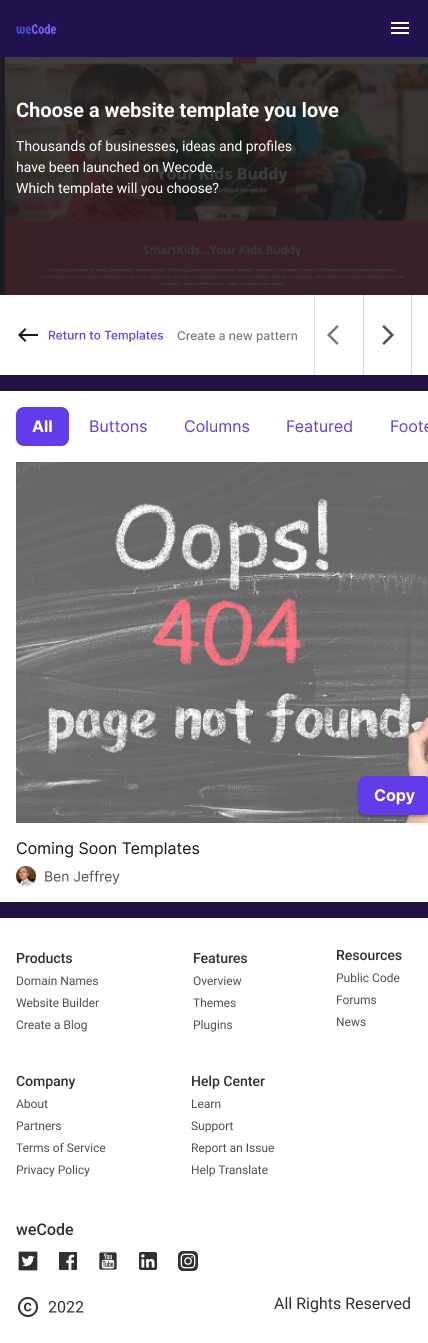 weCode
Choose a website template you love
Thousands of businesses, ideas and profiles
have been launched on Wecode.
Which template will you choose?
Your Kids Buddy
SmartKids...Your Kids Buddy
Return to Templates
Create a new pattern
All
Buttons
Columns
Featured
Foote
Oops!
404
page not found
Copy
Coming Soon Templates
Ben Jeffrey
Products
Domain Names
Website Builder
Create a Blog
Features
Overview
Themes
Plugins
Resources
Public Code
Forums
News
Company
About
Partners
Terms of Service
Privacy Policy
Help Center
Learn
Support
Report an Issue
Help Translate
weCode
You
Tube
© 2022
All Rights Reserved